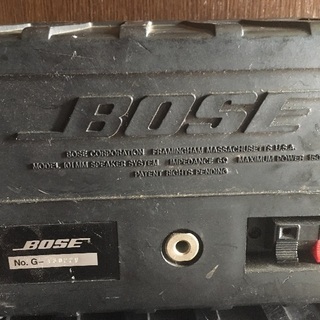 BOSE
BOSE CORPORATION FRAMINGHAM MASSACHUSETTS U.S.A.
MODEL 101MM SPEAKER SYSTEM IMPEDANCE 6Ω MAXIMUM POWER
PATENT RIGHTS PENDING
BOSE
No. G-